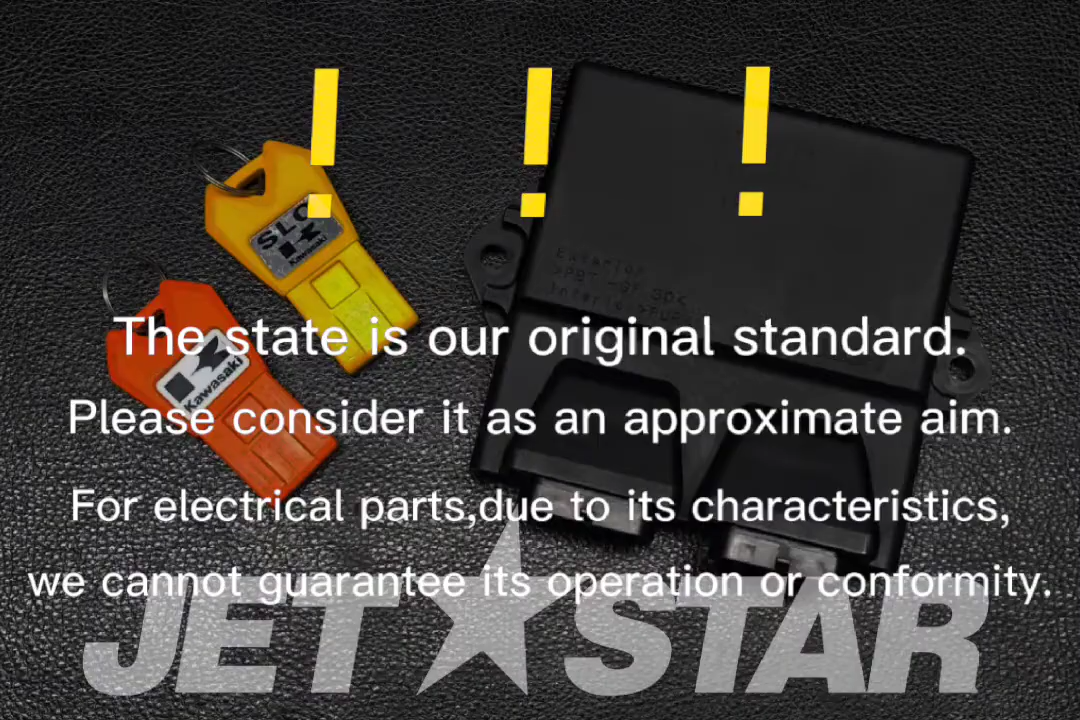 ! ! !
SLO
Kawasaki
The state is our original standard.
Kawasaki
Please consider it as an approximate aim.
For electrical parts,due to its characteristics,
we cannot guarantee its operation or conformity.
JET STAR